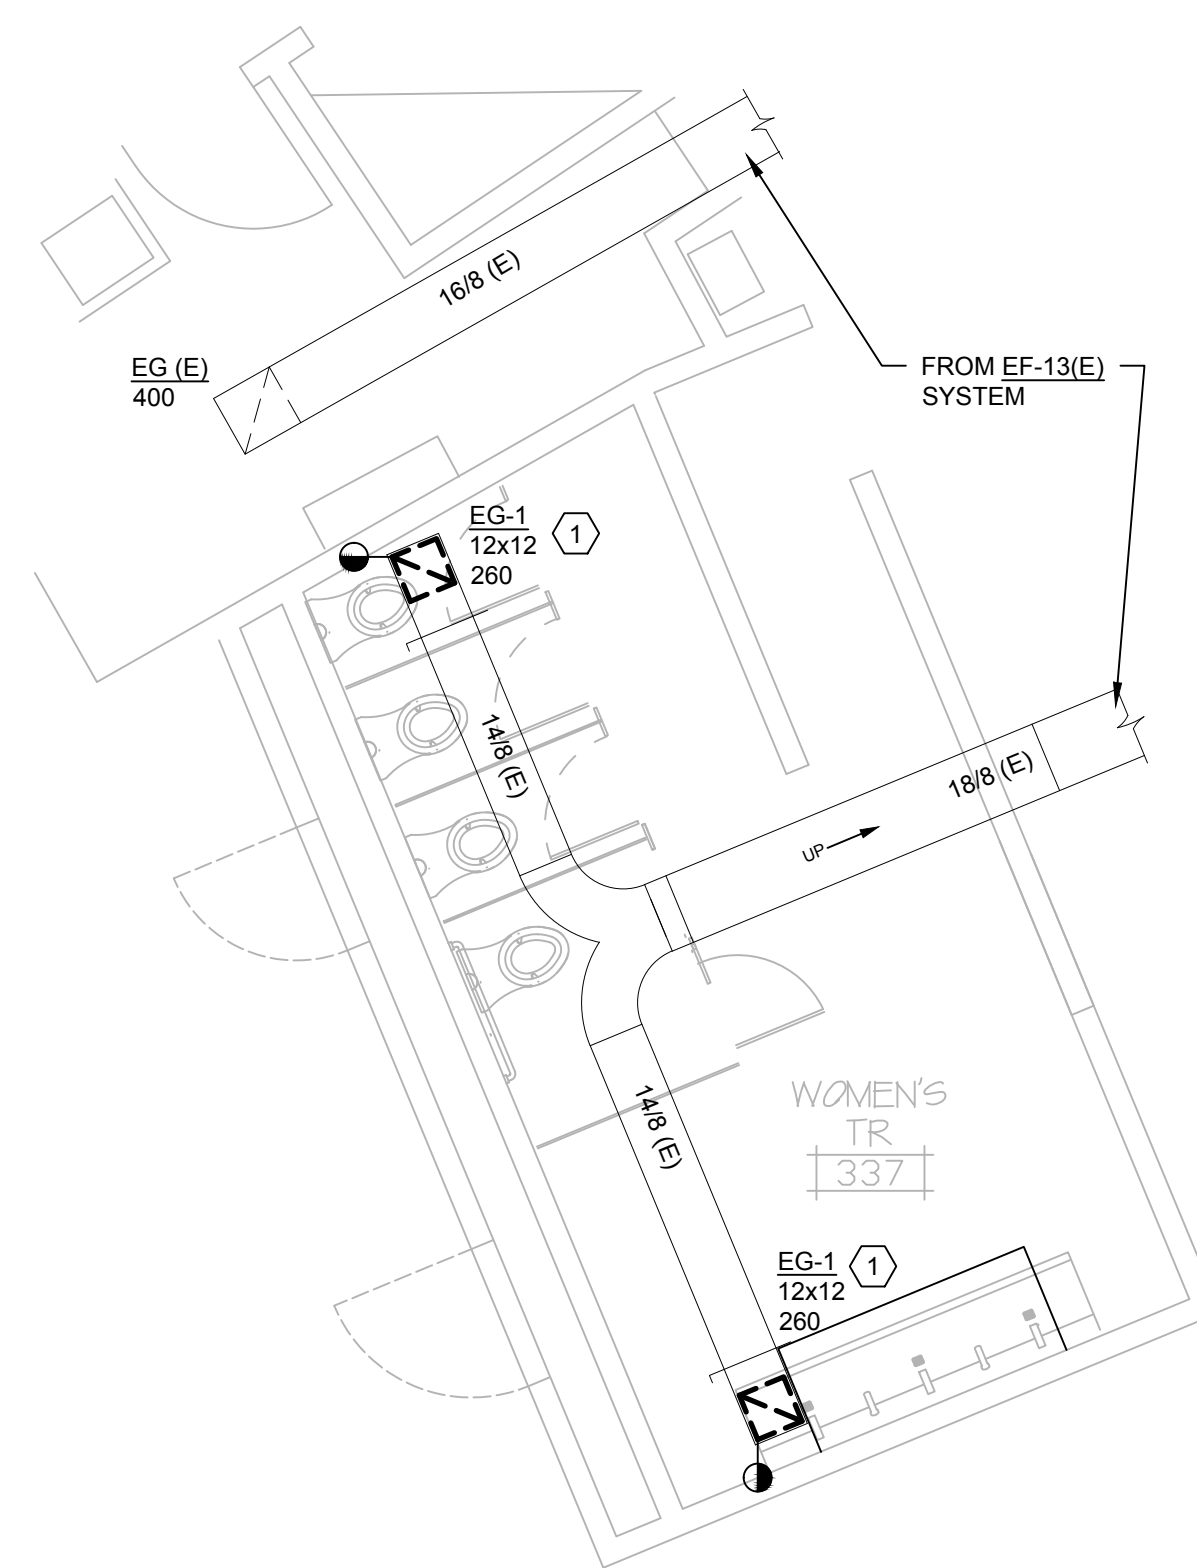 16/8 (E)
EG (E)
400
FROM EF-13(E)
SYSTEM
EG-1
12x12
260
1
14/8 (E)
18/8 (E)
UP
14/8 (E)
WOMEN'S
TR
337
EG-1
12x12
260
1